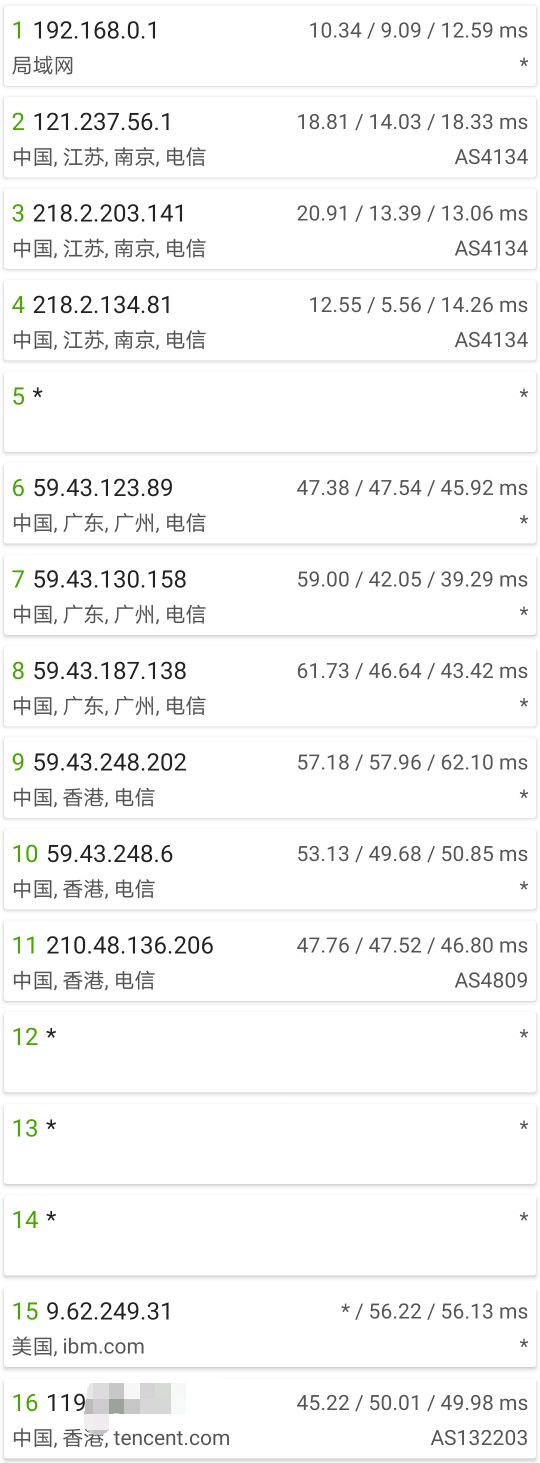 1 192.168.0.1 10.34 / 9.09 / 12.59 ms
局域网 *
2 121.237.56.1 18.81 / 14.03 / 18.33 ms
中国, 江苏, 南京, 电信 AS4134
3 218.2.203.141 20.91 / 13.39 / 13.06 ms
中国, 江苏, 南京, 电信 AS4134
4 218.2.134.81 12.55 / 5.56 / 14.26 ms
中国, 江苏, 南京, 电信 AS4134
5 * *
6 59.43.123.89 47.38 / 47.54 / 45.92 ms
中国, 广东, 广州, 电信 *
7 59.43.130.158 59.00 / 42.05 / 39.29 ms
中国, 广东, 广州, 电信 *
8 59.43.187.138 61.73 / 46.64 / 43.42 ms
中国, 广东, 广州, 电信 *
9 59.43.248.202 57.18 / 57.96 / 62.10 ms
中国, 香港, 电信 *
10 59.43.248.6 53.13 / 49.68 / 50.85 ms
中国, 香港, 电信 *
11 210.48.136.206 47.76 / 47.52 / 46.80 ms
中国, 香港, 电信 AS4809
12 * *
13 * *
14 * *
15 9.62.249.31 * / 56.22 / 56.13 ms
美国, ibm.com *
16 119 45.22 / 50.01 / 49.98 ms
中国, 香港, tencent.com AS132203